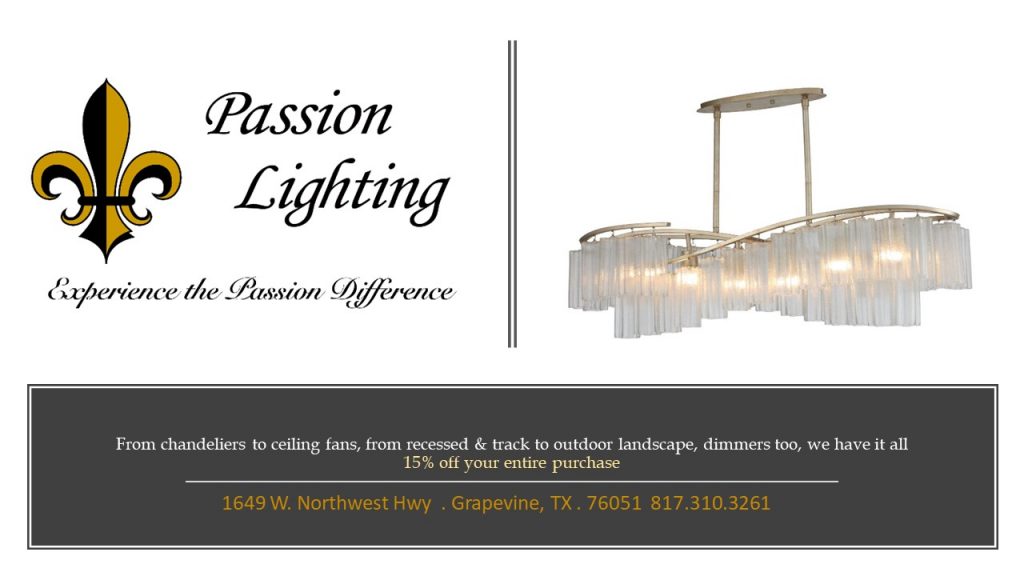 Passion
Lighting
Experience the Passion Difference
From chandeliers to ceiling fans, from recessed & track to outdoor landscape, dimmers too, we have it all
15% off your entire purchase
1649 W. Northwest Hwy . Grapevine, TX . 76051 817.310.3261